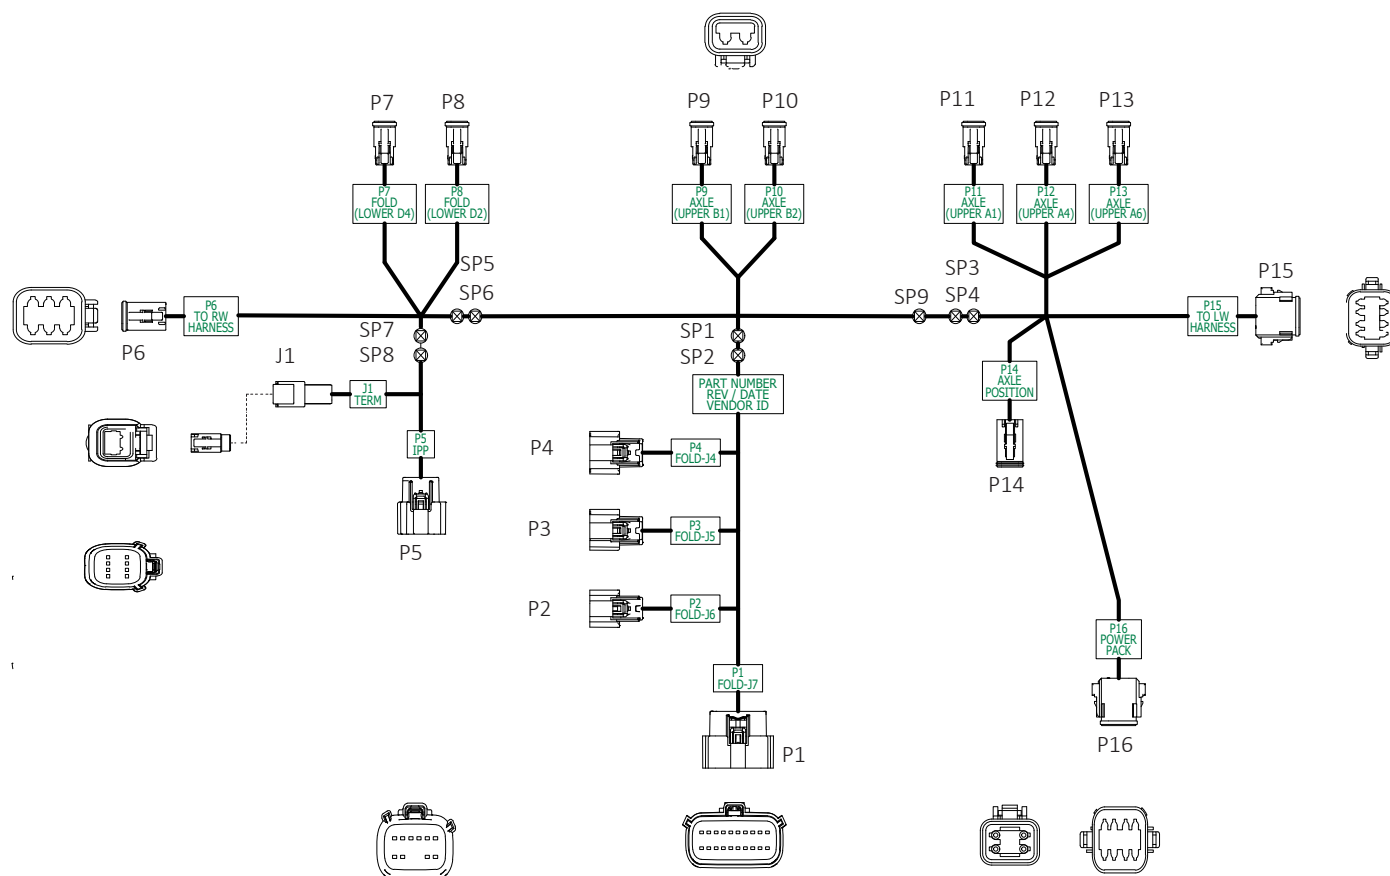 P7
P8
P9
P10
P11
P12
P13
P7
FOLD
(LOWER D4)
P8
FOLD
(LOWER D2)
P9
AXLE
(UPPER B1)
P10
AXLE
(UPPER B2)
P11
AXLE
(UPPER A1)
P12
AXLE
(UPPER A4)
P13
AXLE
(UPPER A6)
SP5
SP6
SP3
SP9
SP4
P15
P6
TO RW
HARNESS
P15
TO LW
HARNESS
P6
SP7
SP8
SP1
SP2
J1
J1
TERM
PART NUMBER
REV / DATE
VENDOR ID
P14
AXLE
POSITION
P5
IPP
P4
P4
FOLD-J4
P14
P3
P3
FOLD-J5
P5
P2
P2
FOLD-J6
P16
POWER
PACK
P1
FOLD-J7
P1
P16